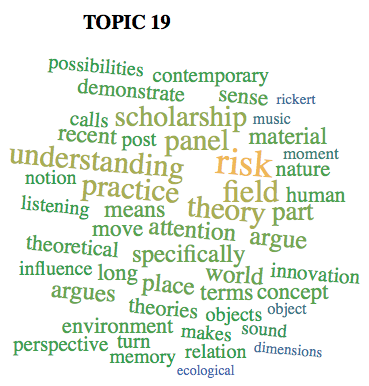 TOPIC 19
possibilities contemporary
demonstrate sense rickert
calls scholarship music
recent post panel material
understanding risk moment
notion practice field nature
human
listening means theory part
move attention argue
theoretical specifically
influence long place world innovation
argues terms concept
theories objects object
environment makes sound
perspective turn relation dimensions
memory
ecological